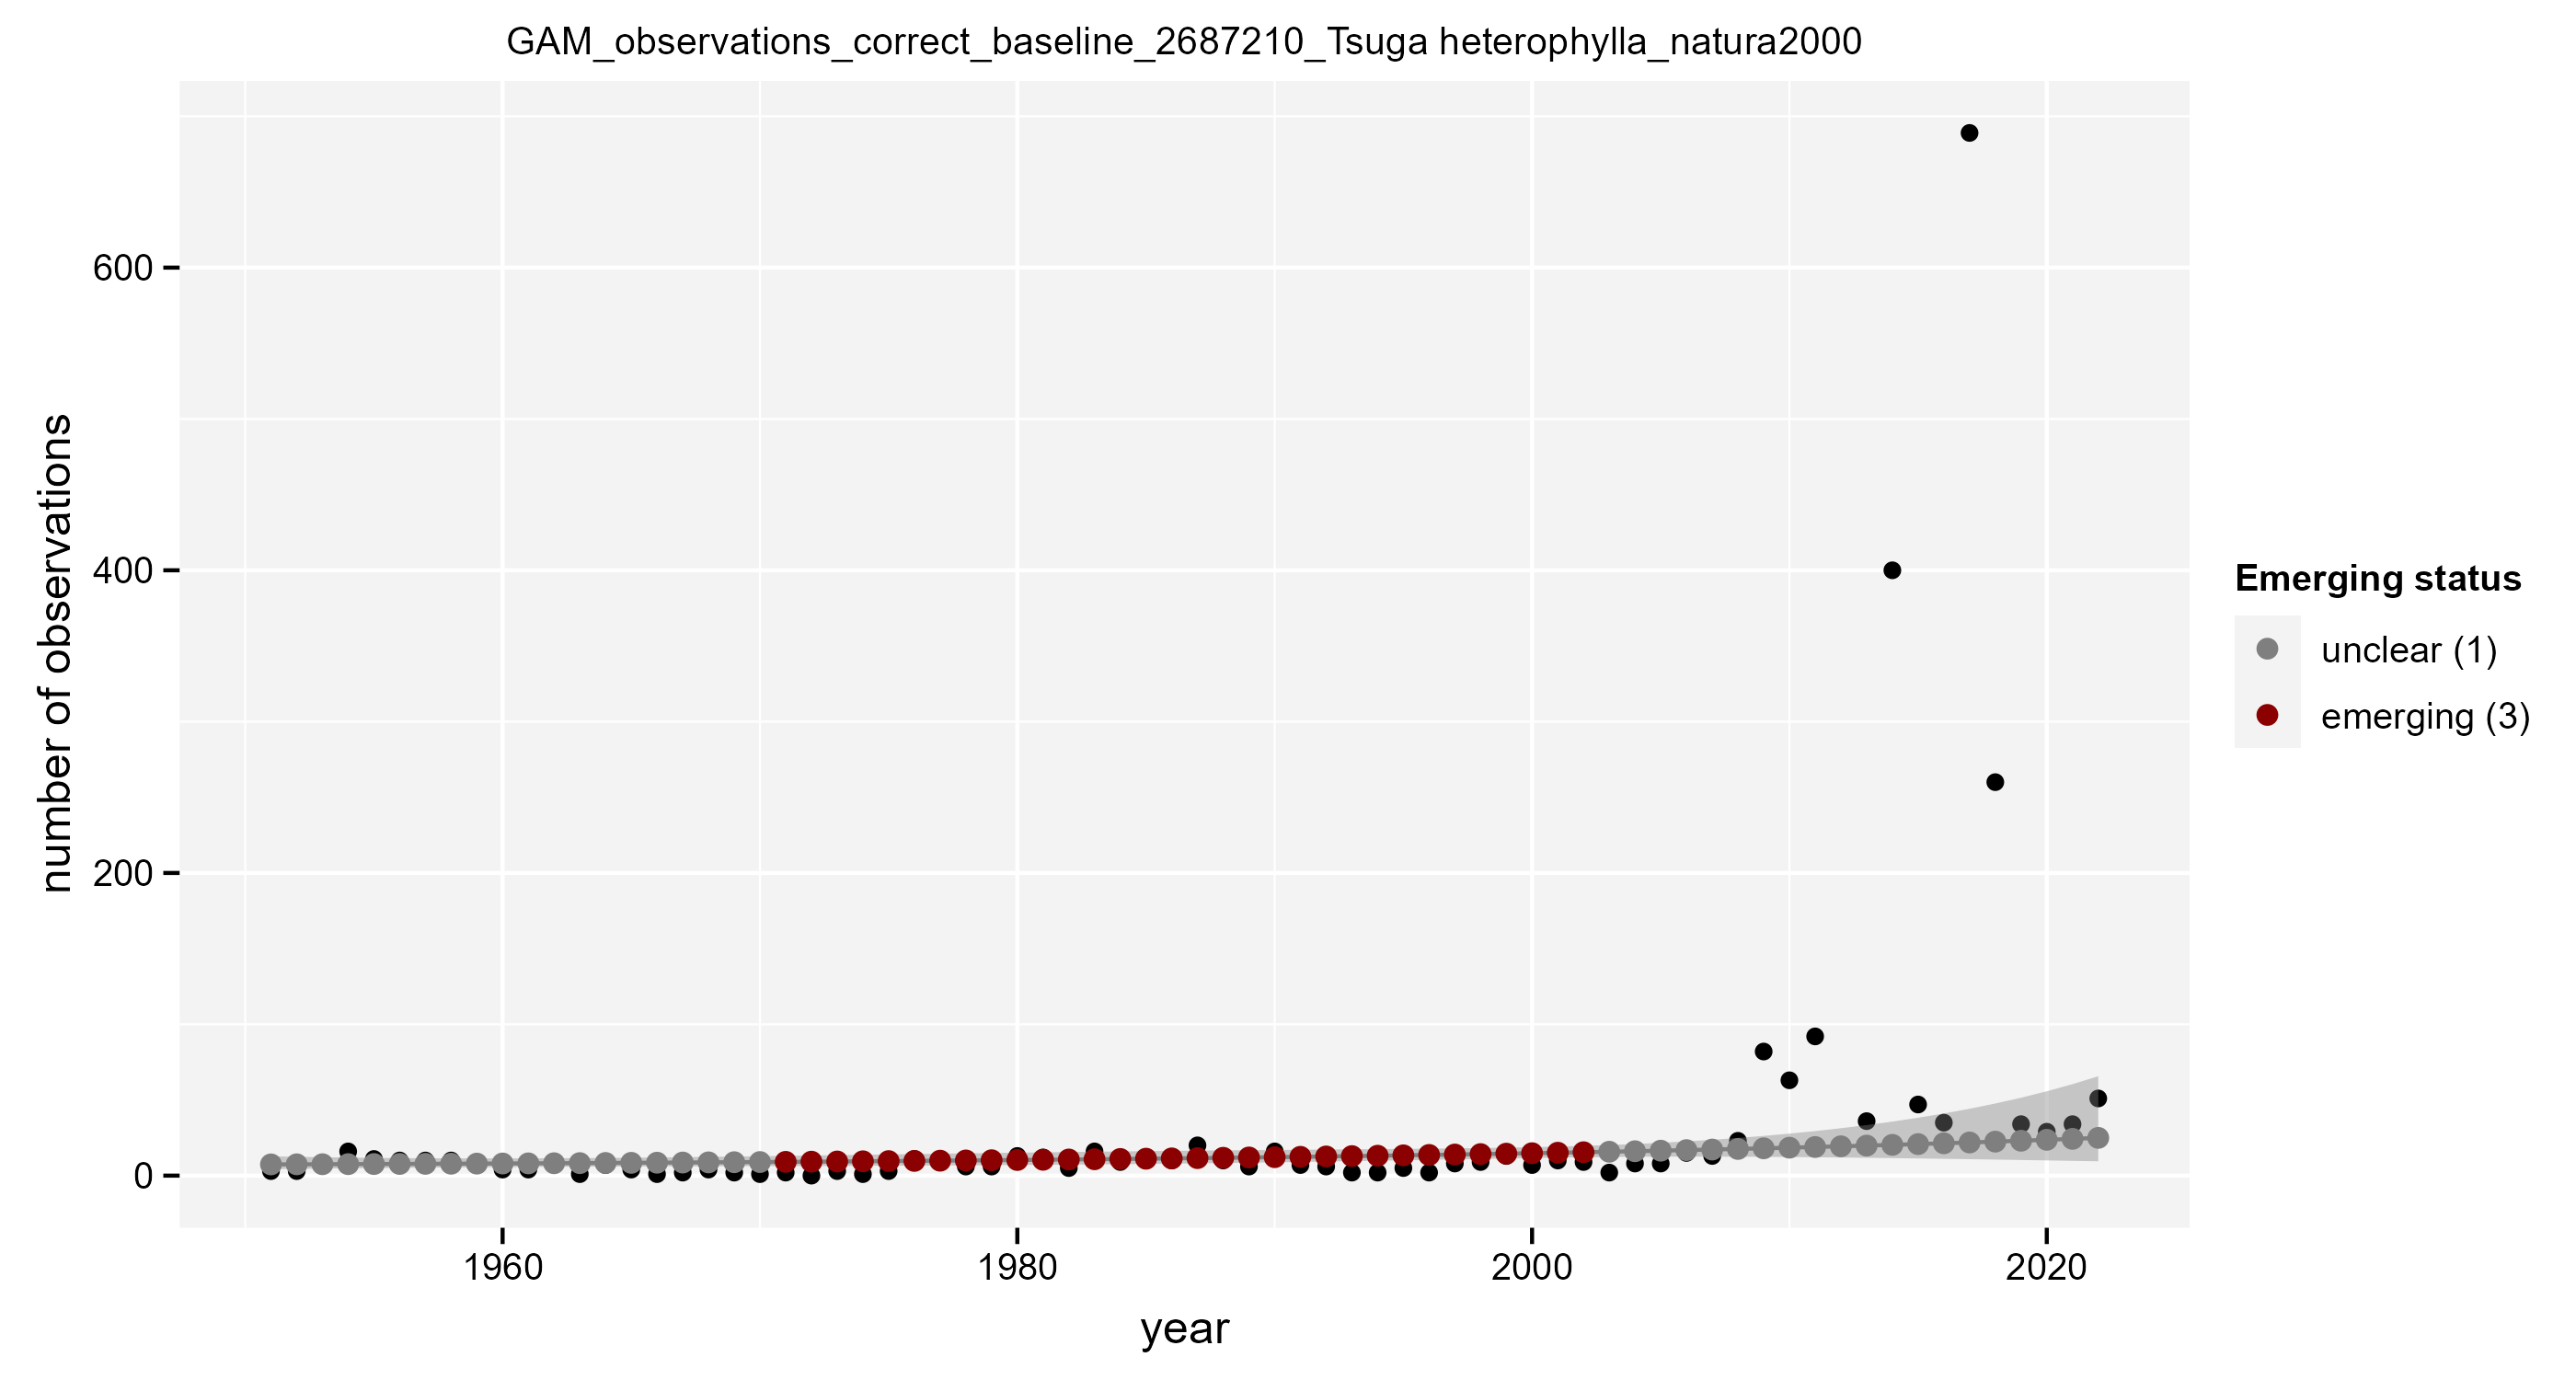 GAM_observations_correct_baseline_2687210_Tsuga heterophylla_natura2000
number of observations
600
400
200
0
1960
1980
2000
2020
year
Emerging status
unclear (1)
emerging (3)